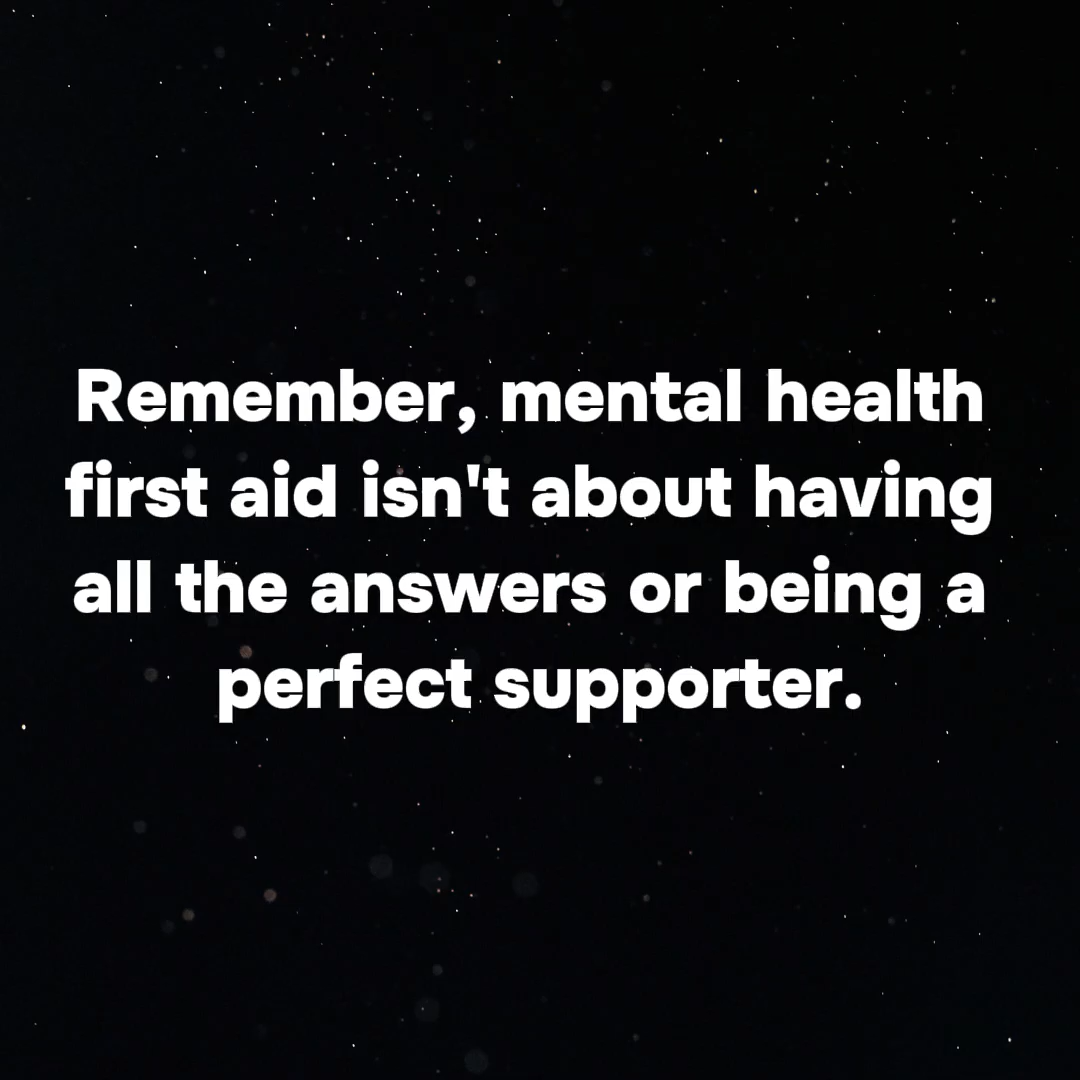 Remember, mental health
first aid isn't about having
all the answers or being a
perfect supporter.